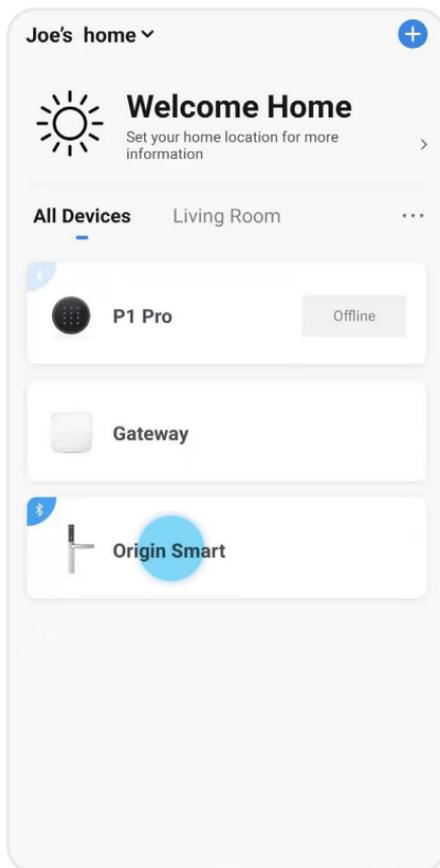 Joe's home
Welcome Home
Set your home location for more
information
All Devices
Living Room
P1 Pro
Offline
Gateway
Origin Smart